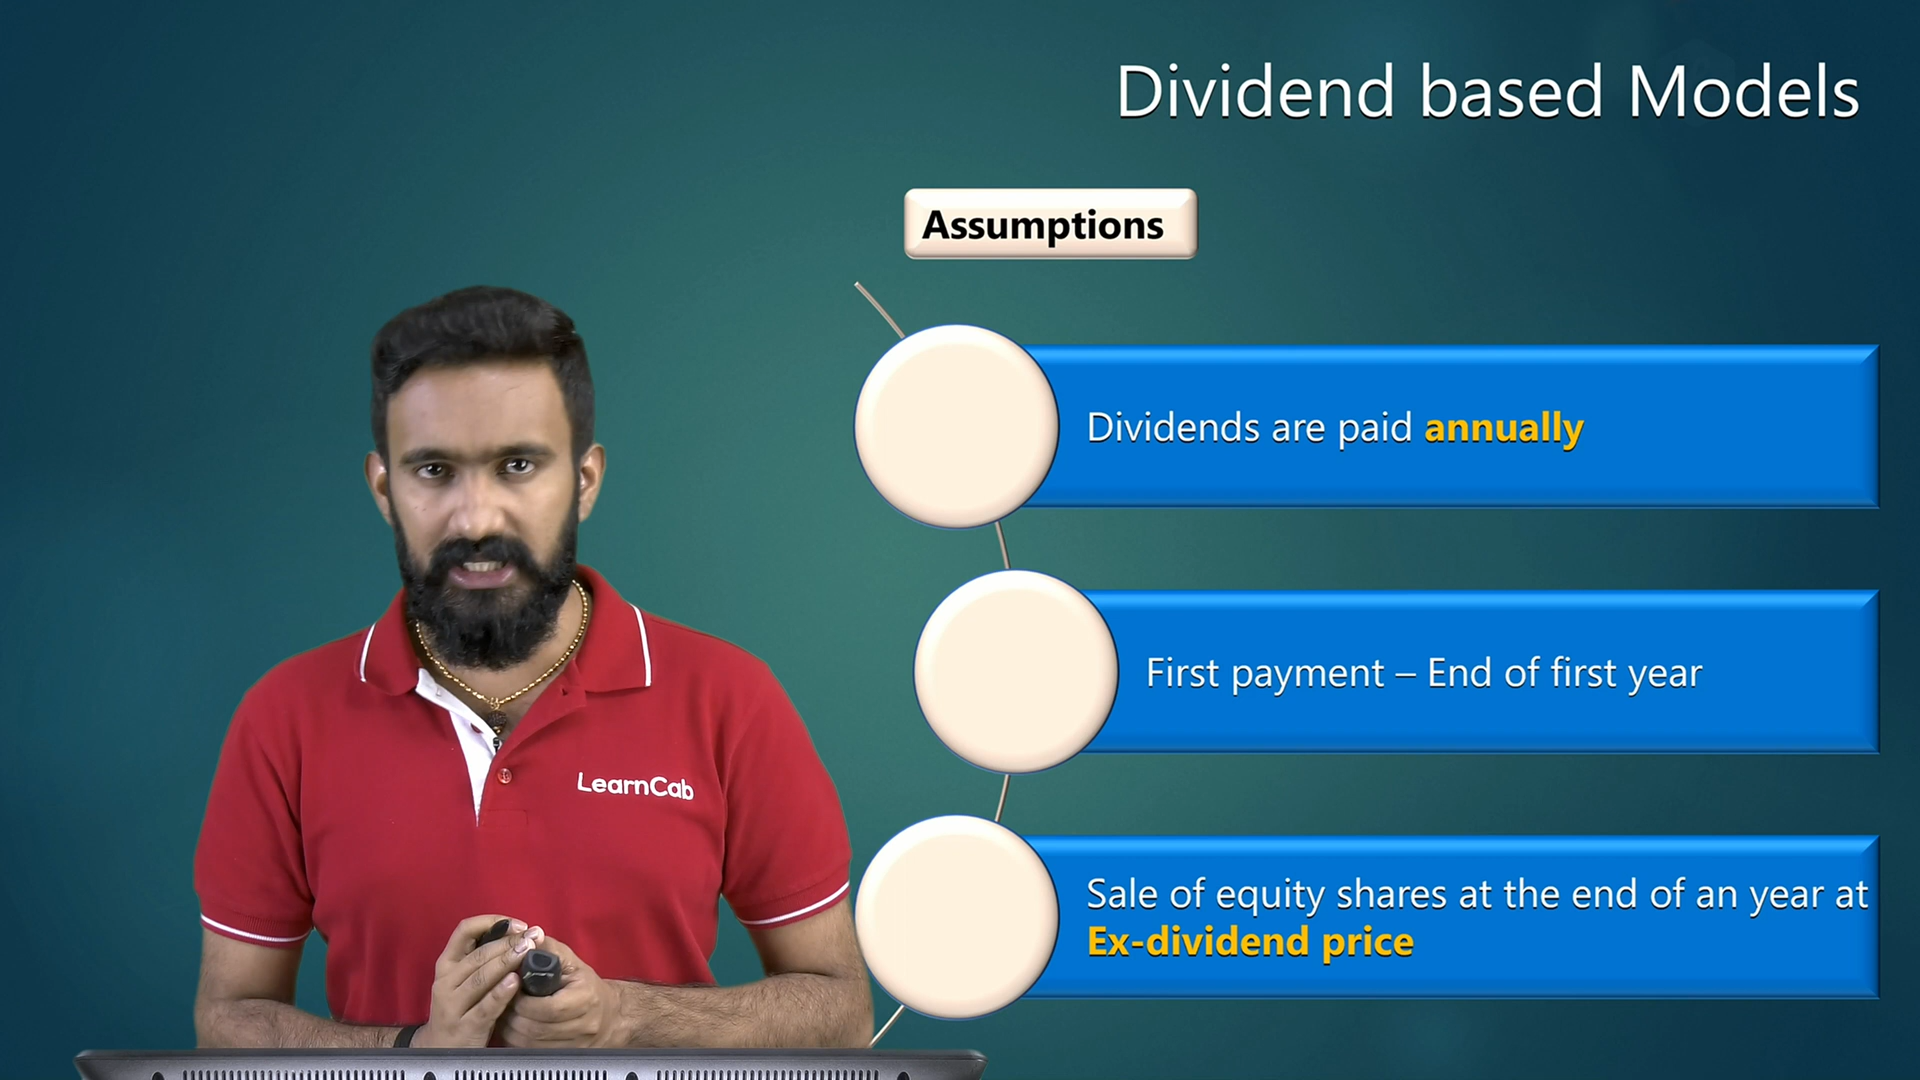 Dividend based Models
Assumptions
Dividends are paid annually
First payment – End of first year
Sale of equity shares at the end of an year at
Ex-dividend price
LearnCab